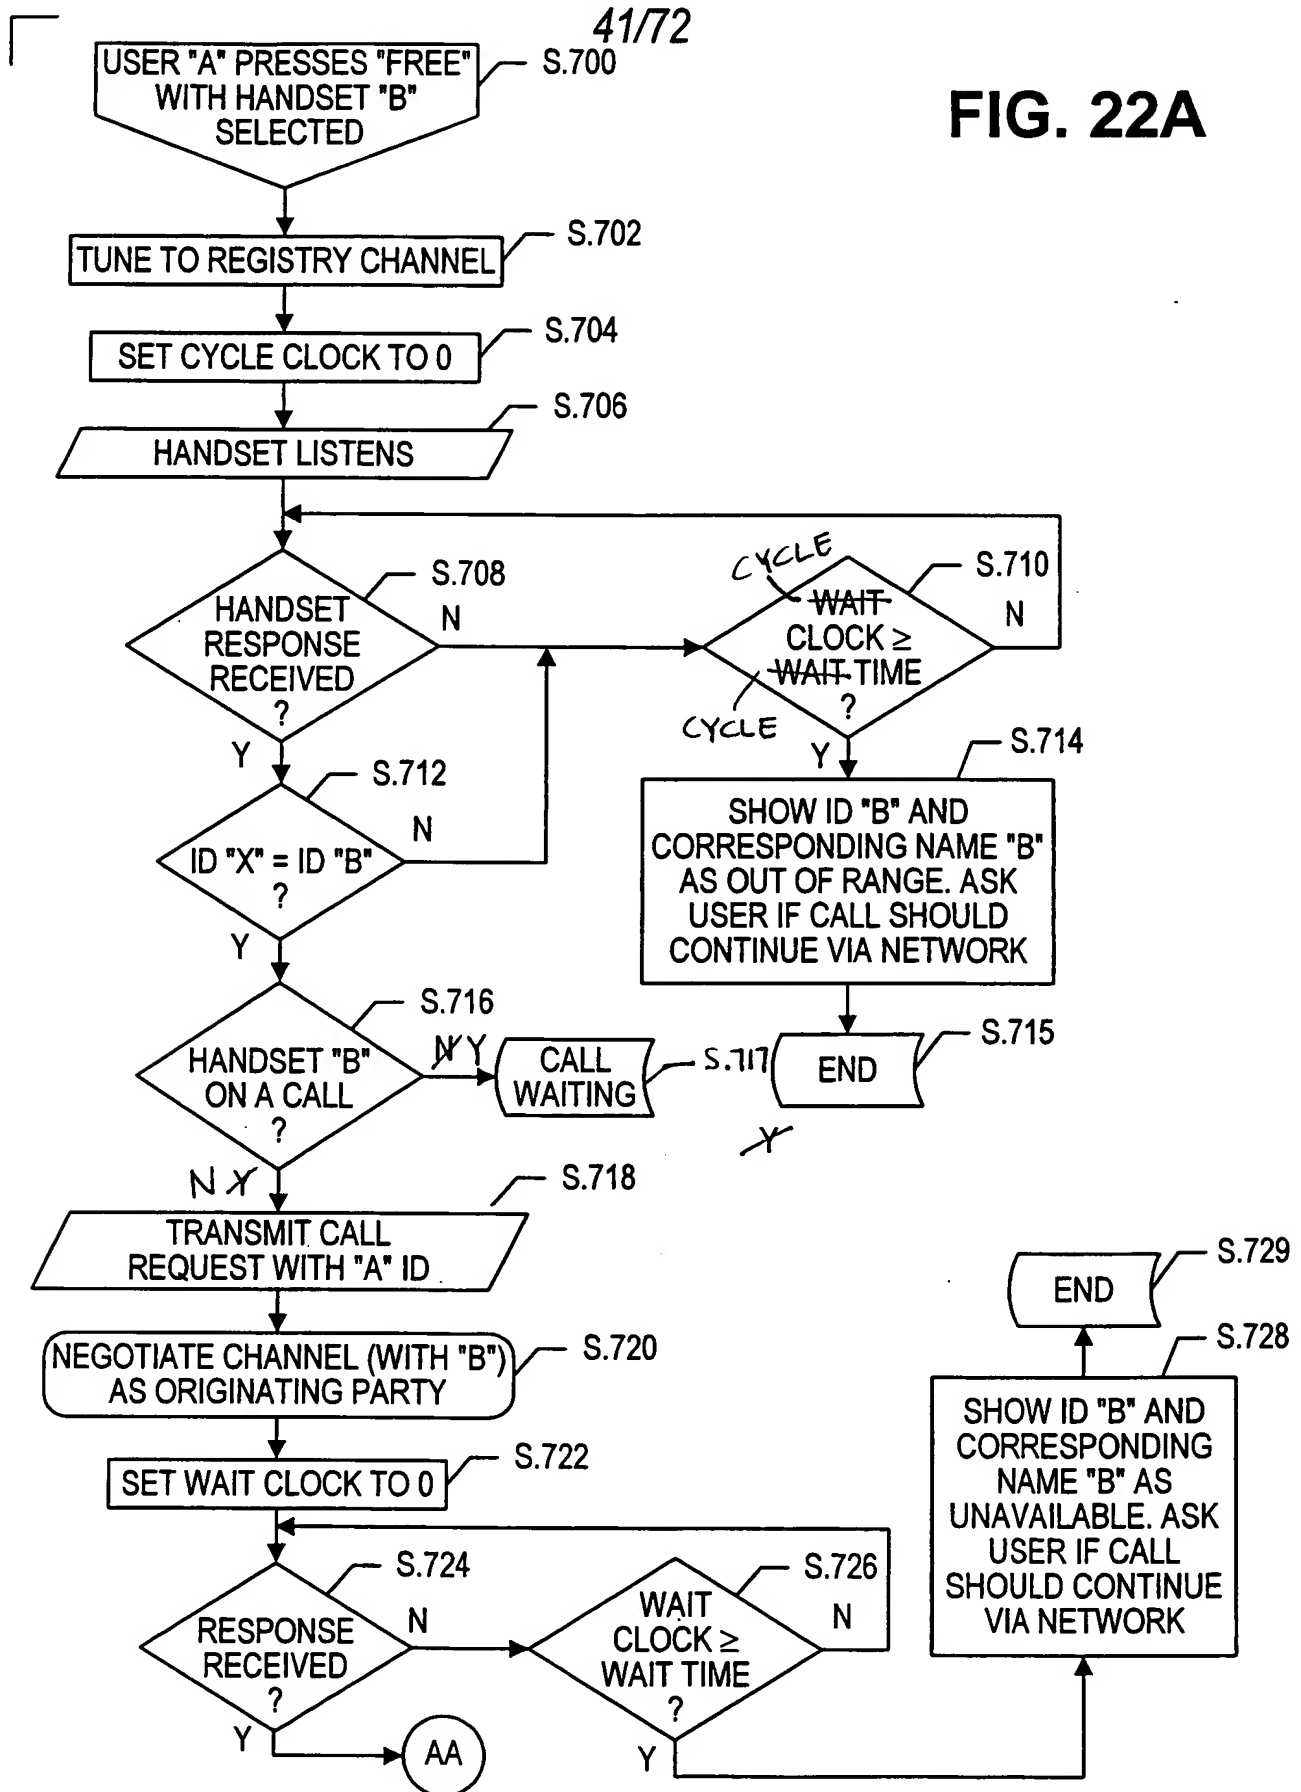 41/72
FIG. 22A
USER "A" PRESSES "FREE"
WITH HANDSET "B"
SELECTED
S.700
TUNE TO REGISTRY CHANNEL
S.702
SET CYCLE CLOCK TO 0
S.704
HANDSET LISTENS
S.706
HANDSET
RESPONSE
RECEIVED
?
S.708
N
Y
CYCLE
WAIT
CLOCK ≥
WAIT TIME
?
CYCLE
S.710
N
Y
ID "X" = ID "B"
?
S.712
N
Y
SHOW ID "B" AND
CORRESPONDING NAME "B"
AS OUT OF RANGE. ASK
USER IF CALL SHOULD
CONTINUE VIA NETWORK
S.714
END
S.715
HANDSET "B"
ON A CALL
?
S.716
N Y
CALL
WAITING
S.717
Y
N Y
TRANSMIT CALL
REQUEST WITH "A" ID
S.718
NEGOTIATE CHANNEL (WITH "B")
AS ORIGINATING PARTY
S.720
SET WAIT CLOCK TO 0
S.722
RESPONSE
RECEIVED
?
S.724
N
Y
AA
WAIT
CLOCK ≥
WAIT TIME
?
S.726
N
Y
SHOW ID "B" AND
CORRESPONDING
NAME "B" AS
UNAVAILABLE. ASK
USER IF CALL
SHOULD CONTINUE
VIA NETWORK
S.728
END
S.729